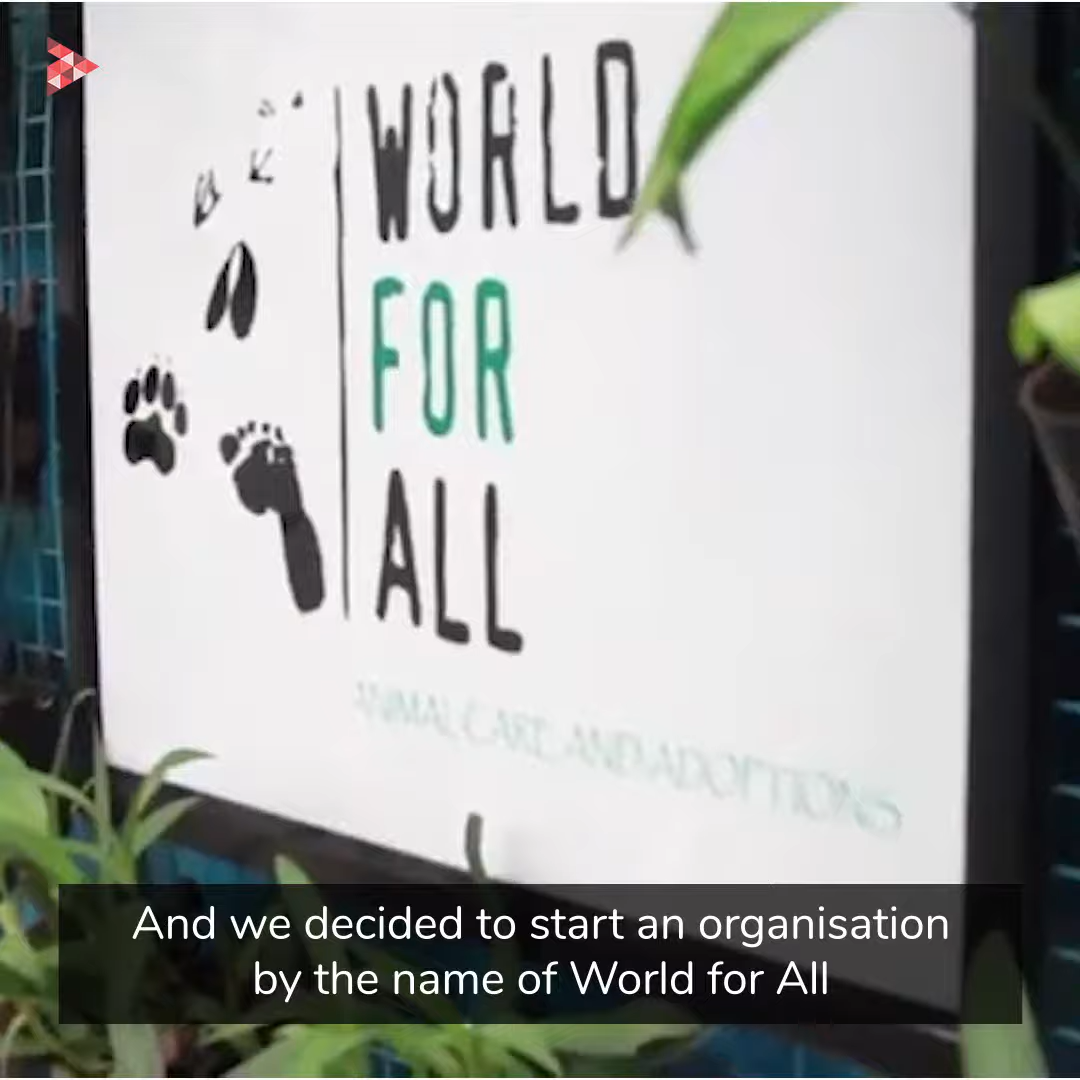 WORLD
FOR
ALL
ANIMAL CARE AND ADOPTIONS
And we decided to start an organisation
by the name of World for All